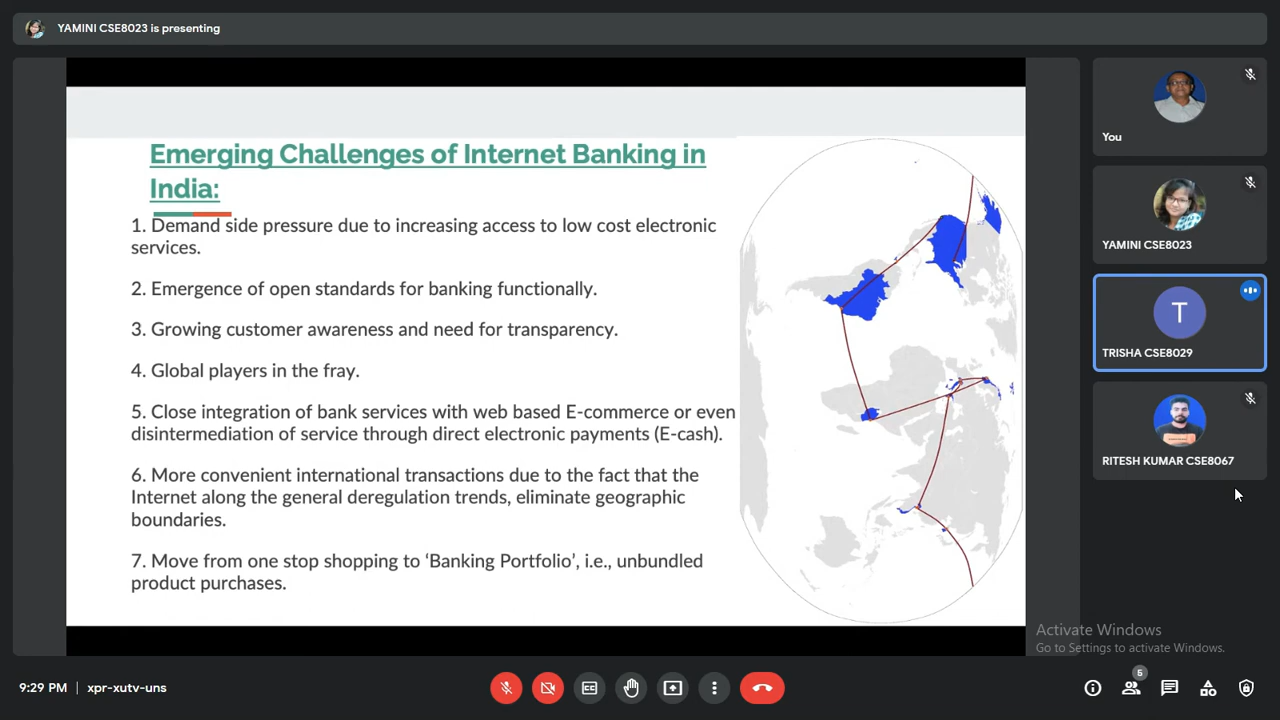 YAMINI CSE8023 is presenting
Emerging Challenges of Internet Banking in
India:
1. Demand side pressure due to increasing access to low cost electronic
services.
2. Emergence of open standards for banking functionally.
3. Growing customer awareness and need for transparency.
4. Global players in the fray.
5. Close integration of bank services with web based E-commerce or even
disintermediation of service through direct electronic payments (E-cash).
6. More convenient international transactions due to the fact that the
Internet along the general deregulation trends, eliminate geographic
boundaries.
7. Move from one stop shopping to ‘Banking Portfolio’, i.e., unbundled
product purchases.
You
YAMINI CSE8023
T
TRISHA CSE8029
RITESH KUMAR CSE8067
Activate Windows
Go to Settings to activate Windows.
9:29 PM | xpr-xutv-uns
5